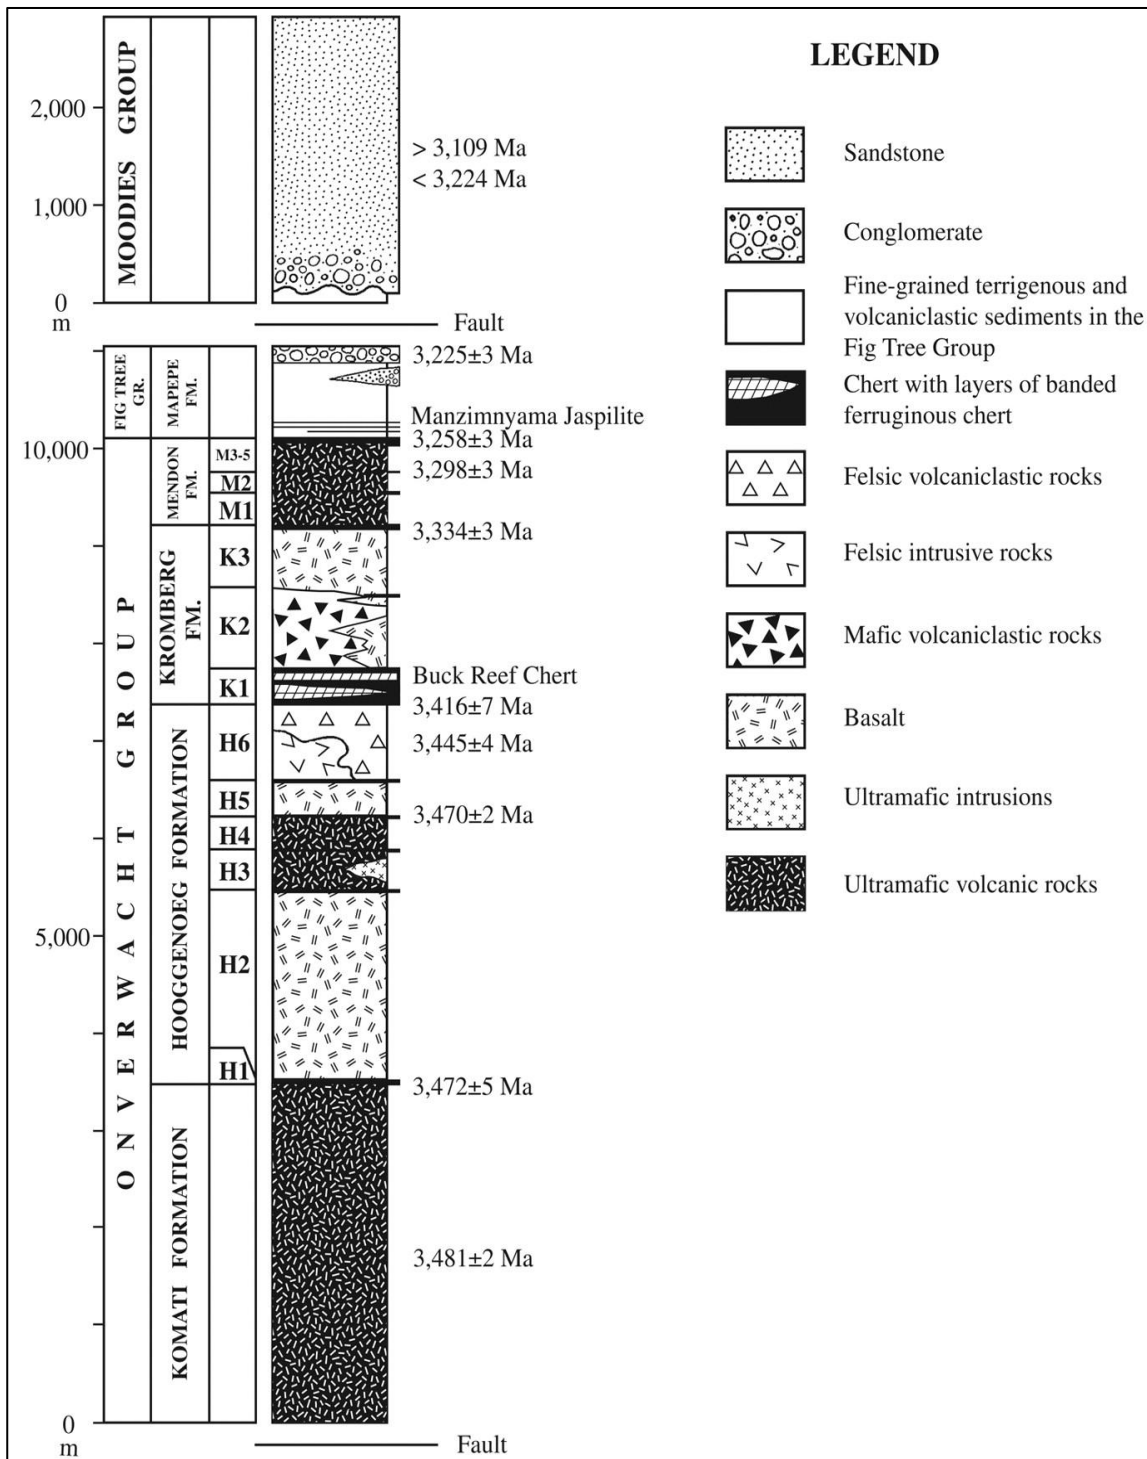 LEGEND
2,000
1,000
0
m
MOODIES GROUP
> 3,109 Ma
< 3,224 Ma
Fault
FIG TREE
GR.
MAPEPE
FM.
3,225±3 Ma
Manzimnyama Jaspilite
3,258±3 Ma
10,000
5,000
0
m
ONVERWACHT GROUP
MENDON
FM.
M3-5
M2
M1
3,298±3 Ma
3,334±3 Ma
KROMBERG
FM.
K3
K2
K1
Buck Reef Chert
3,416±7 Ma
HOOGGENOEG FORMATION
H6
H5
H4
H3
H2
H1
3,445±4 Ma
3,470±2 Ma
3,472±5 Ma
KOMATI FORMATION
3,481±2 Ma
Fault
Sandstone
Conglomerate
Fine-grained terrigenous and
volcaniclastic sediments in the
Fig Tree Group
Chert with layers of banded
ferruginous chert
Felsic volcaniclastic rocks
Felsic intrusive rocks
Mafic volcaniclastic rocks
Basalt
Ultramafic intrusions
Ultramafic volcanic rocks